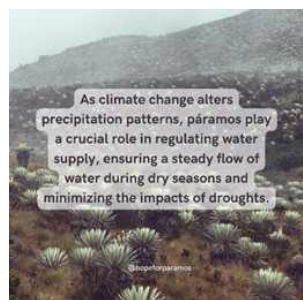 As climate change alters
precipitation patterns, páramos play
a crucial role in regulating water
supply, ensuring a steady flow of
water during dry seasons and
minimizing the impacts of droughts.
@hopeforparamos